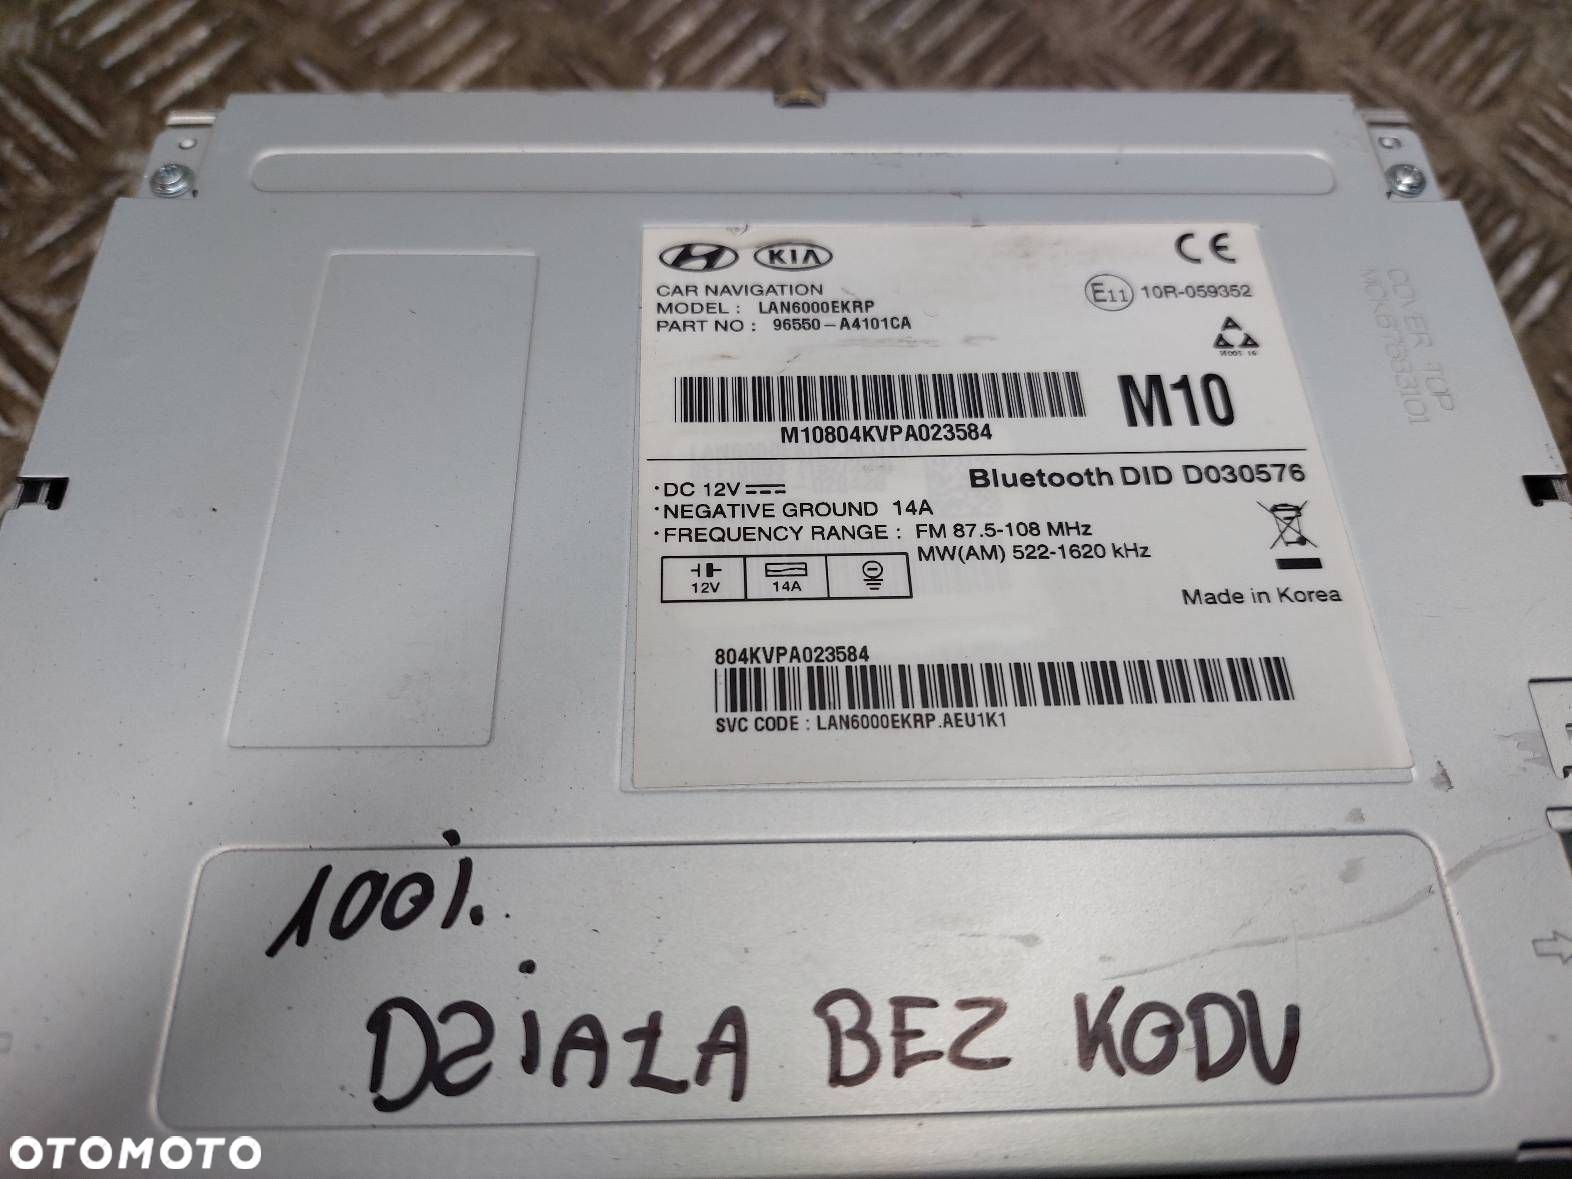 KIA
CE
CAR NAVIGATION
MODEL : LAN6000EKRP
PART NO : 96550-A4101CA
E11 10R-059352
M10
M10804KVPA023584
Bluetooth DID D030576
•DC 12V
•NEGATIVE GROUND 14A
•FREQUENCY RANGE : FM 87.5-108 MHz
MW(AM) 522-1620 kHz
12V 14A
Made in Korea
804KVPA023584
SVC CODE : LAN6000EKRP.AEU1K1
COVER TOP
100%.
DZIAŁA BEZ KODU
OTOMOTO